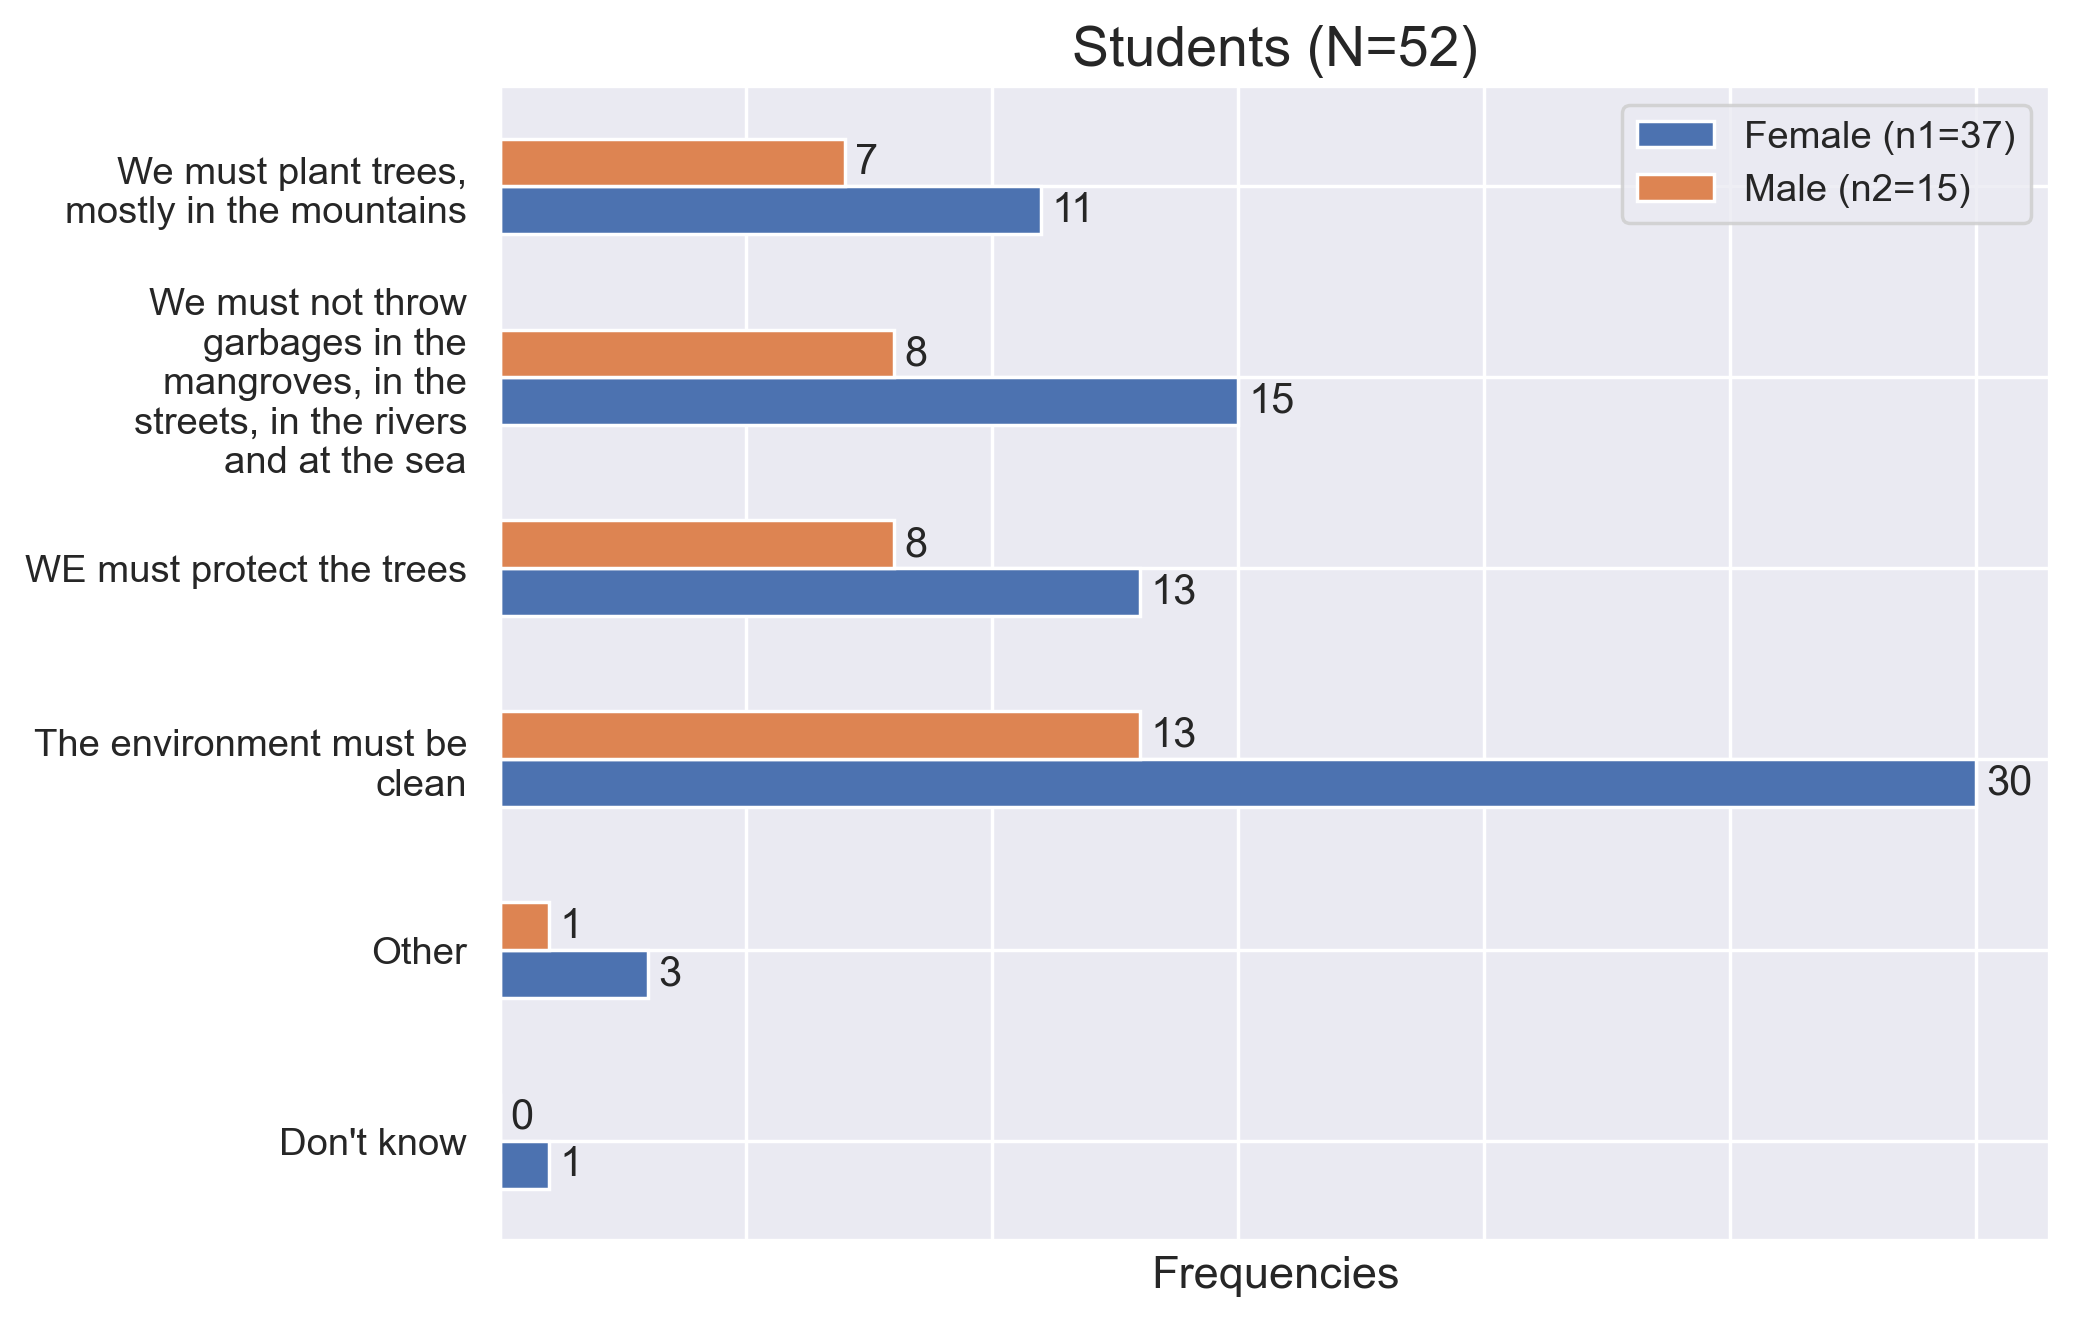 Students (N=52)
Female (n1=37)
Male (n2=15)
We must plant trees,
mostly in the mountains
7
11
We must not throw
garbages in the
mangroves, in the
streets, in the rivers
and at the sea
8
15
WE must protect the trees
8
13
The environment must be
clean
13
30
Other
1
3
Don't know
0
1
Frequencies